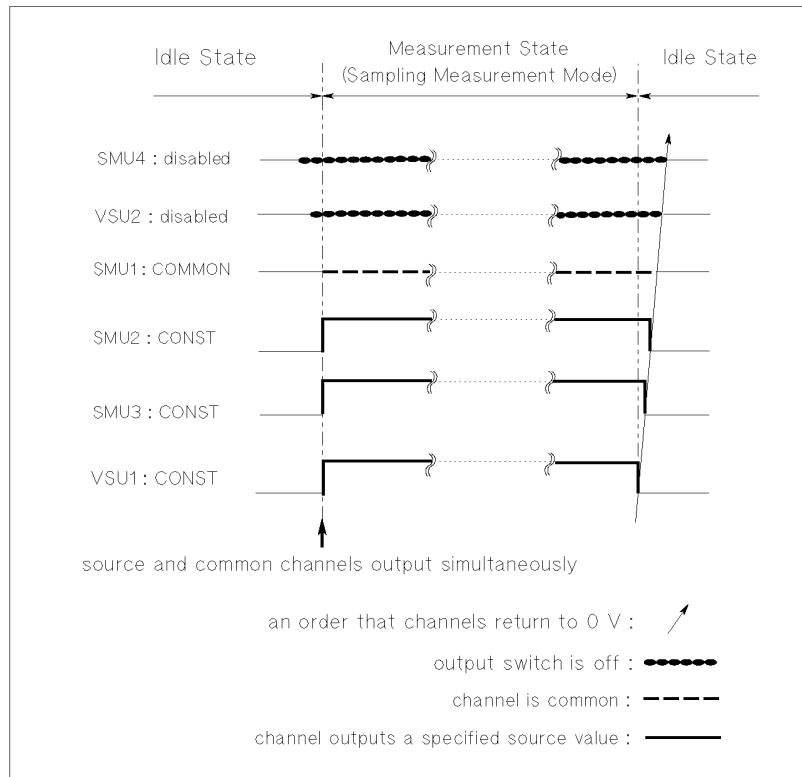 Idle State
Measurement State
(Sampling Measurement Mode)
Idle State
SMU4 : disabled
VSU2 : disabled
SMU1 : COMMON
SMU2 : CONST
SMU3 : CONST
VSU1 : CONST
source and common channels output simultaneously
an order that channels return to 0 V :
output switch is off :
channel is common :
channel outputs a specified source value :